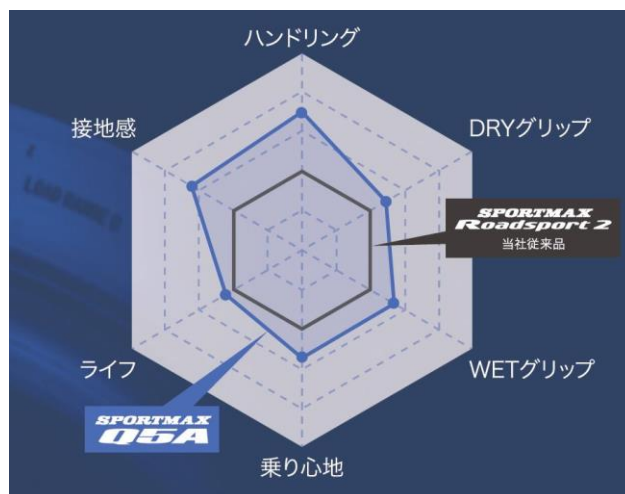 ハンドリング
接地感
DRYグリップ
SPORTMAX
Roadsport 2
当社従来品
ライフ
WETグリップ
SPORTMAX
Q5A
乗り心地